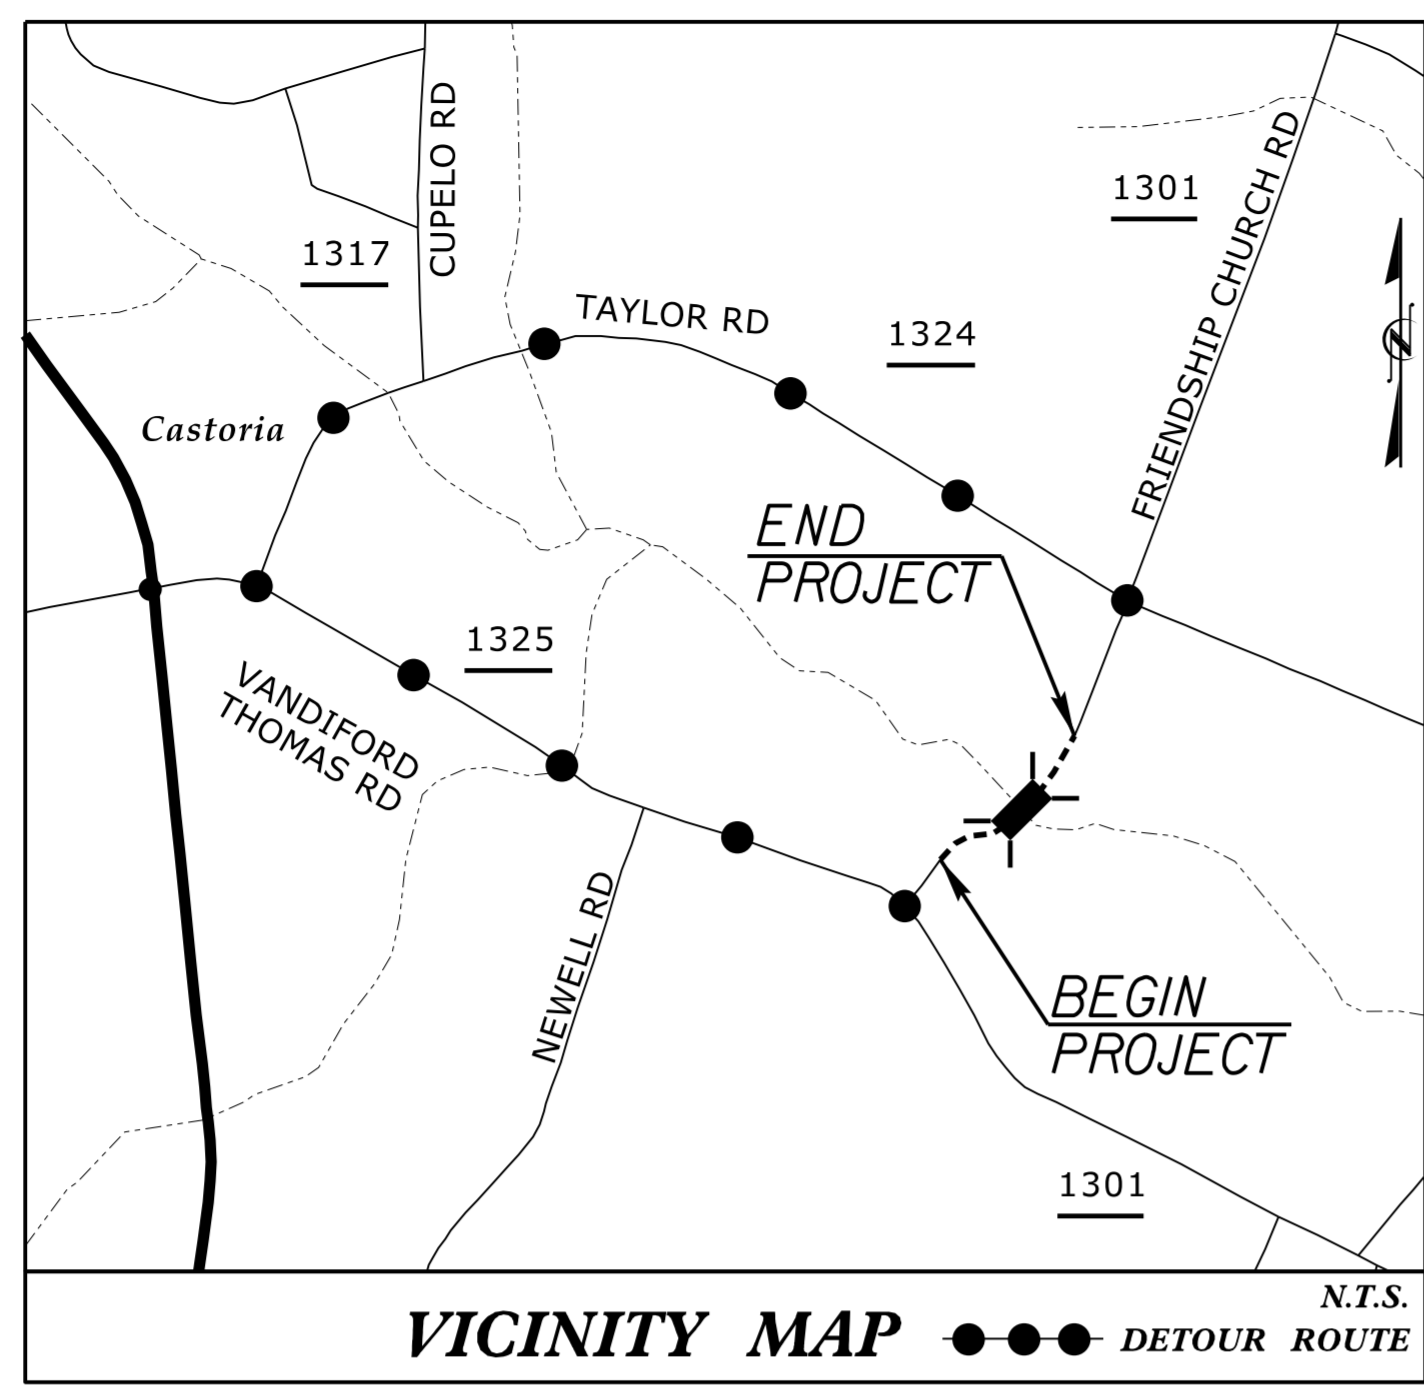 CUPELO RD
1317
1301
FRIENDSHIP CHURCH RD
N
TAYLOR RD
1324
Castoria
END
PROJECT
1325
VANDIFORD
THOMAS RD
NEWELL RD
BEGIN
PROJECT
1301
VICINITY MAP
N.T.S.
DETOUR ROUTE